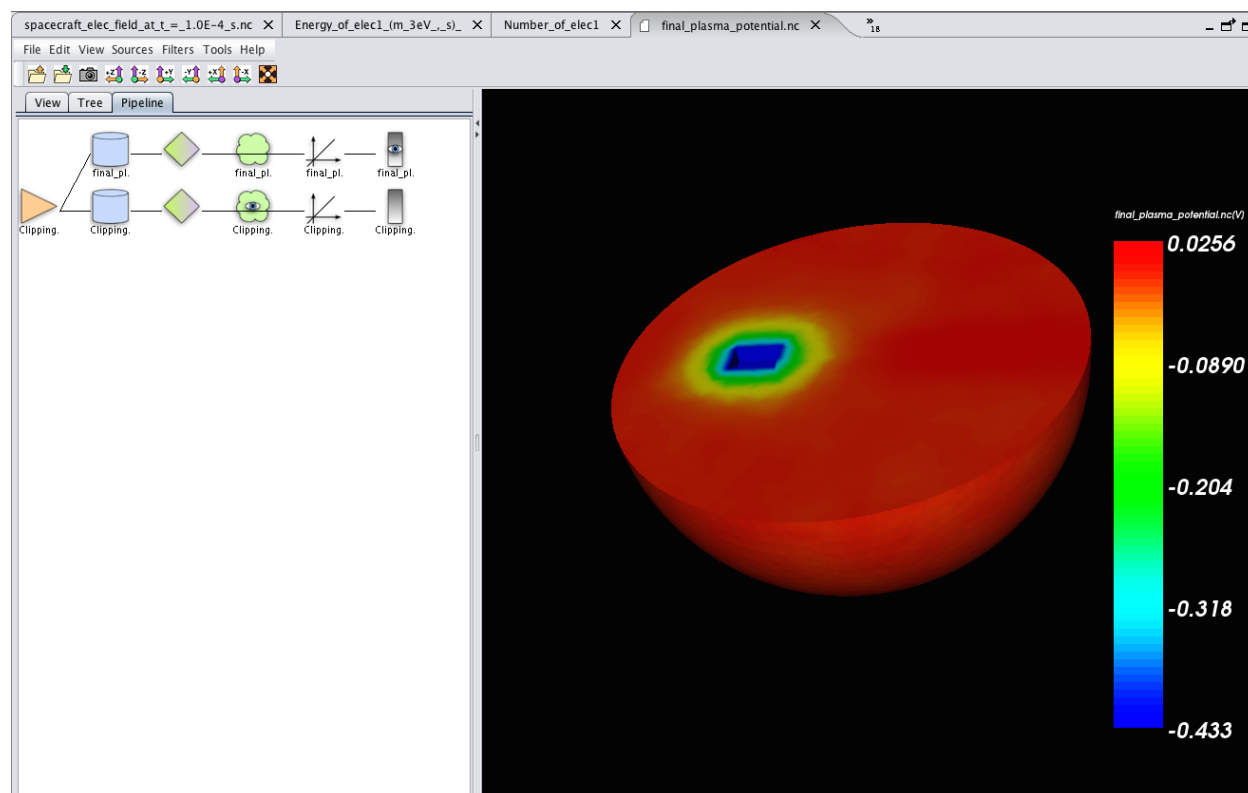 spacecraft_elec_field_at_t_=_1.0E-4_s.nc
Energy_of_elec1_(m_3eV_,_s)_
Number_of_elec1
final_plasma_potential.nc
»18
File Edit View Sources Filters Tools Help
+Z -Z +Y -Y +X -X
View Tree Pipeline
final_pl. final_pl. final_pl. final_pl.
Clipping. Clipping. Clipping. Clipping. Clipping.
final_plasma_potential.nc(V)
0.0256
-0.0890
-0.204
-0.318
-0.433